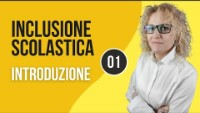 INCLUSIONE
SCOLASTICA
INTRODUZIONE
01